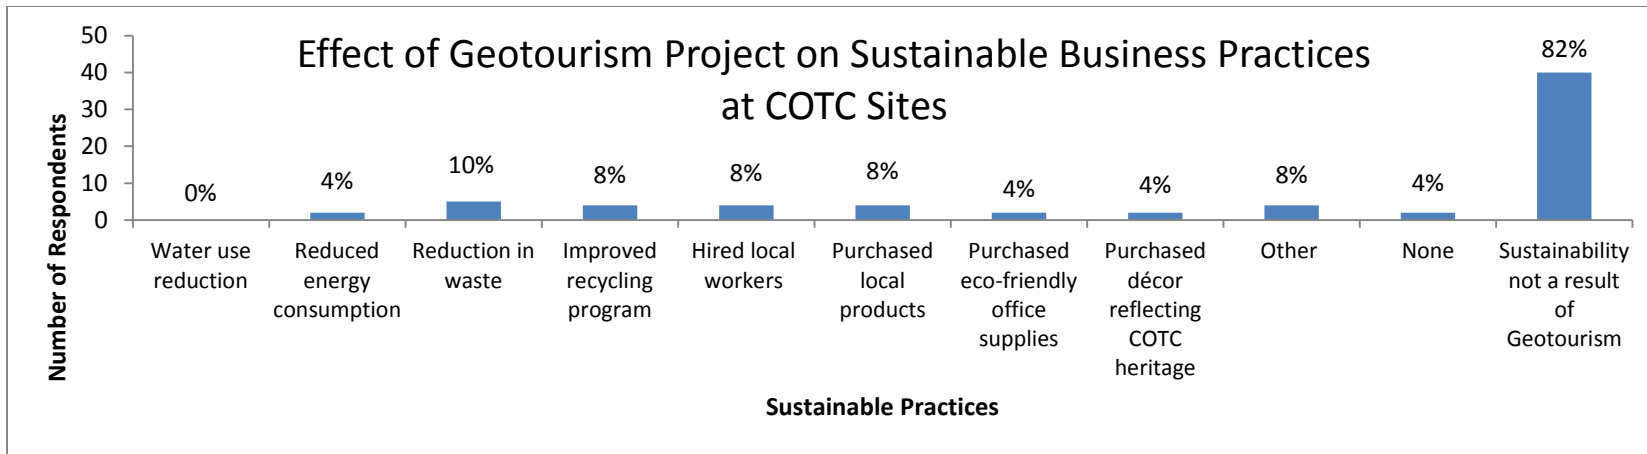 Effect of Geotourism Project on Sustainable Business Practices
at COTC Sites
Number of Respondents
50
40
30
20
10
0
0%
4%
10%
8%
8%
8%
4%
4%
8%
4%
82%
Water use
reduction
Reduced
energy
consumption
Reduction in
waste
Improved
recycling
program
Hired local
workers
Purchased
local
products
Purchased
eco-friendly
office
supplies
Purchased
décor
reflecting
COTC
heritage
Other
None
Sustainability
not a result
of
Geotourism
Sustainable Practices